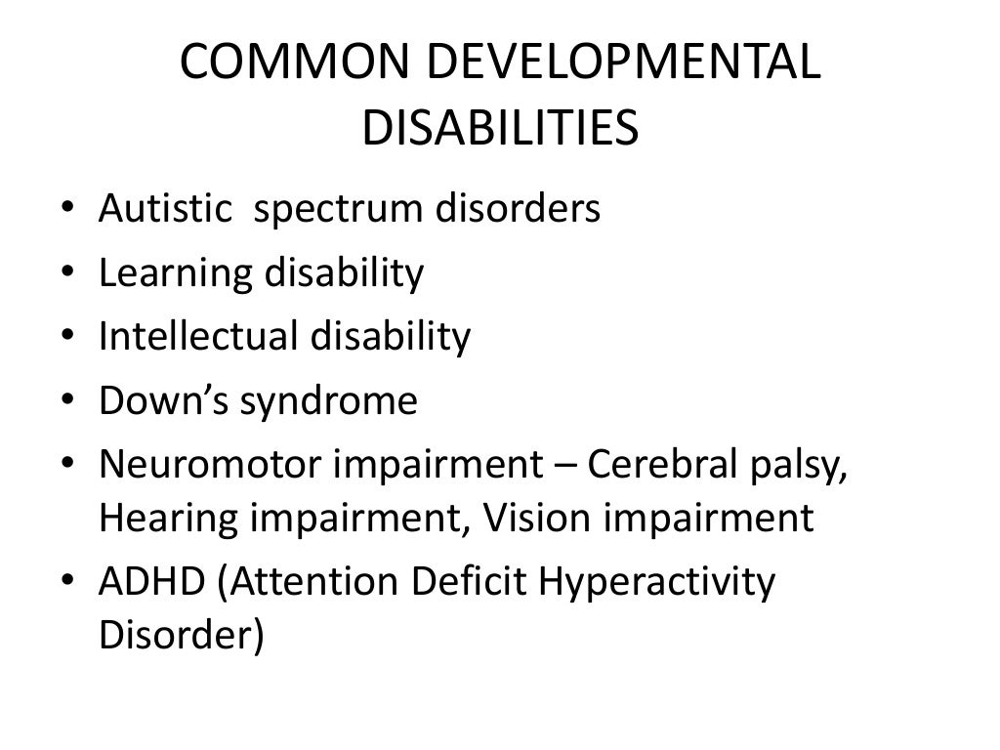 COMMON DEVELOPMENTAL
DISABILITIES
• Autistic  spectrum disorders
• Learning disability
• Intellectual disability
• Down’s syndrome
• Neuromotor impairment – Cerebral palsy,
Hearing impairment, Vision impairment
• ADHD (Attention Deficit Hyperactivity
Disorder)